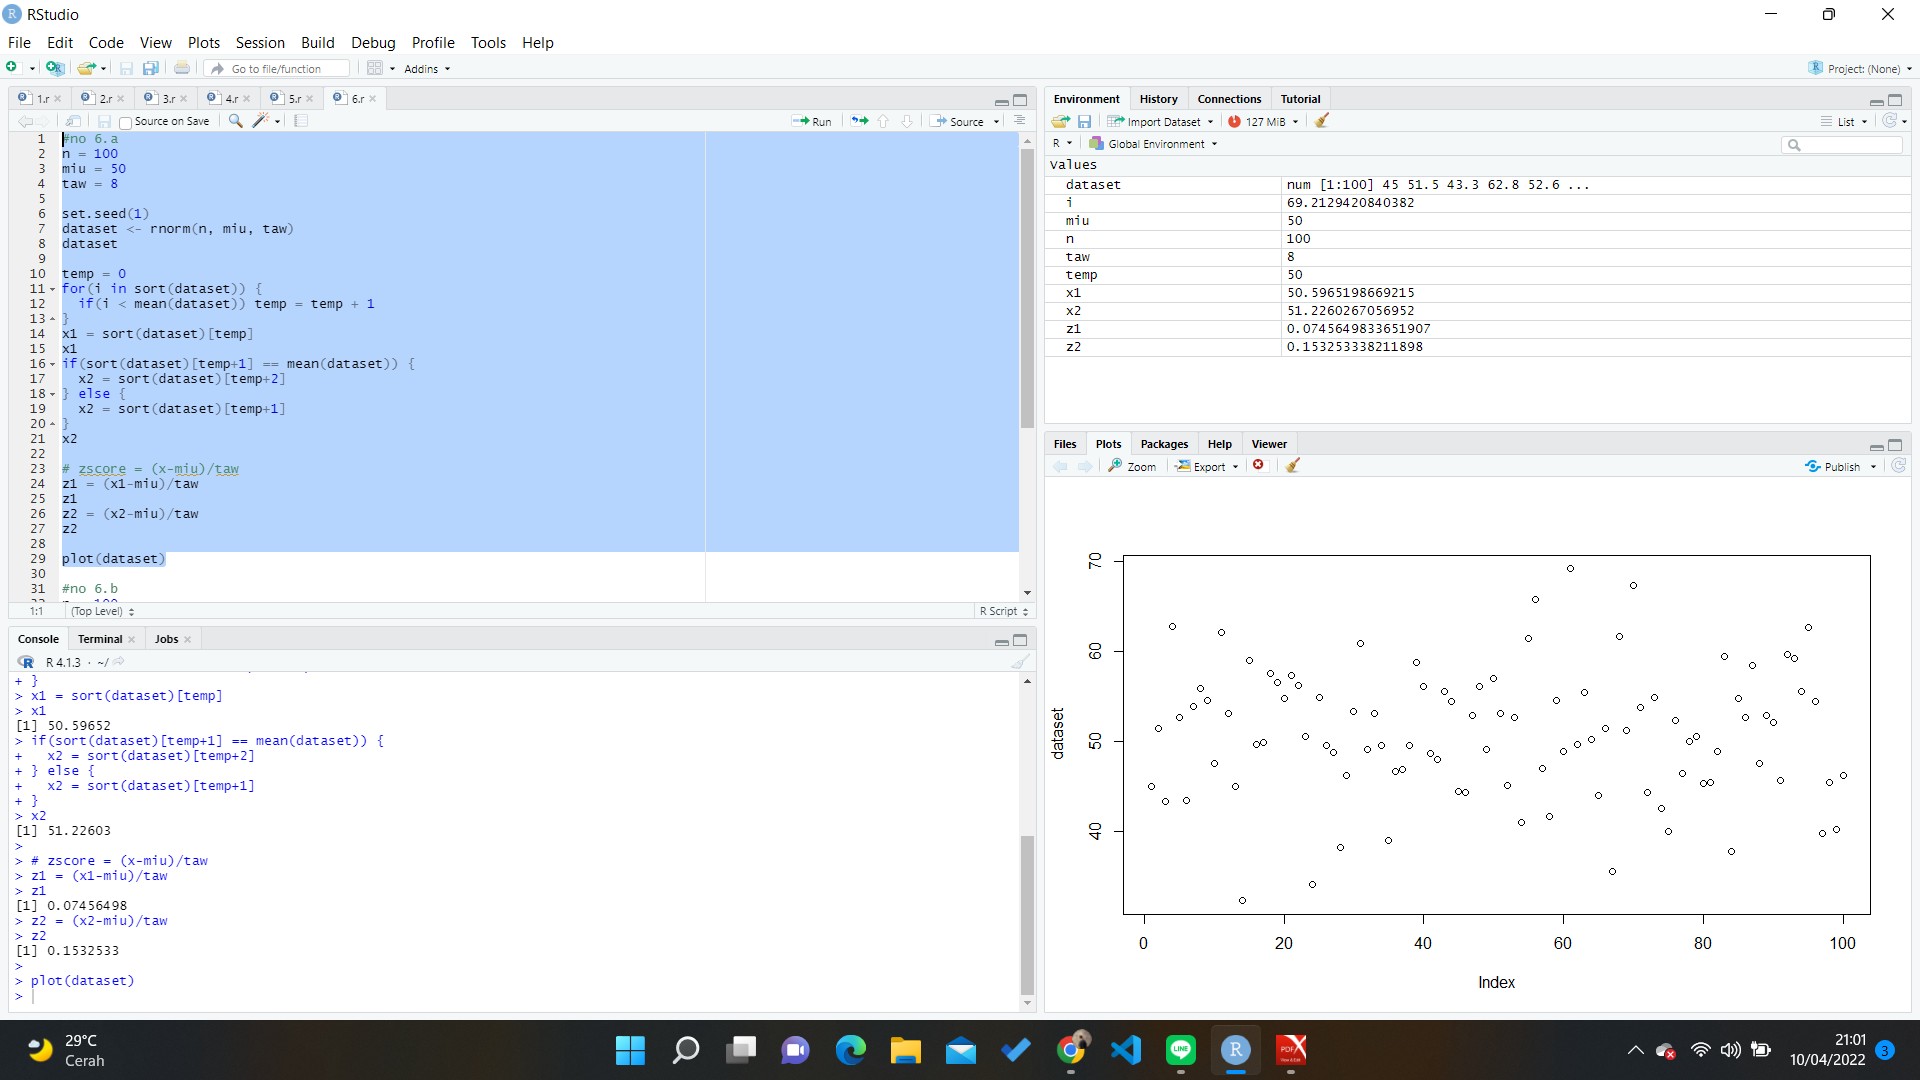 RStudio
File Edit Code View Plots Session Build Debug Profile Tools Help
Go to file/function Addins Project: (None)
1.r 2.r 3.r 4.r 5.r 6.r
Source on Save Run Source
1 #no 6.a
2 n = 100
3 miu = 50
4 taw = 8
5
6 set.seed(1)
7 dataset <- rnorm(n, miu, taw)
8 dataset
9
10 temp = 0
11 for(i in sort(dataset)) {
12 if(i < mean(dataset)) temp = temp + 1
13 }
14 x1 = sort(dataset)[temp]
15 x1
16 if(sort(dataset)[temp+1] == mean(dataset)) {
17 x2 = sort(dataset)[temp+2]
18 } else {
19 x2 = sort(dataset)[temp+1]
20 }
21 x2
22
23 # zscore = (x-miu)/taw
24 z1 = (x1-miu)/taw
25 z1
26 z2 = (x2-miu)/taw
27 z2
28
29 plot(dataset)
30
31 #no 6.b
1:1 (Top Level) R Script
Console Terminal Jobs
R 4.1.3 · ~/
+ }
> x1 = sort(dataset)[temp]
> x1
[1] 50.59652
> if(sort(dataset)[temp+1] == mean(dataset)) {
+ x2 = sort(dataset)[temp+2]
+ } else {
+ x2 = sort(dataset)[temp+1]
+ }
> x2
[1] 51.22603
>
> # zscore = (x-miu)/taw
> z1 = (x1-miu)/taw
> z1
[1] 0.07456498
> z2 = (x2-miu)/taw
> z2
[1] 0.1532533
>
> plot(dataset)
>
Environment History Connections Tutorial
Import Dataset 127 MiB List
R Global Environment
Values
dataset num [1:100] 45 51.5 43.3 62.8 52.6 ...
i 69.2129420840382
miu 50
n 100
taw 8
temp 50
x1 50.5965198669215
x2 51.2260267056952
z1 0.0745649833651907
z2 0.153253338211898
Files Plots Packages Help Viewer
Zoom Export Publish
70
60
50
40
dataset
0 20 40 60 80 100
Index
29°C
Cerah
LINE
R
PDF
21:01
10/04/2022
3